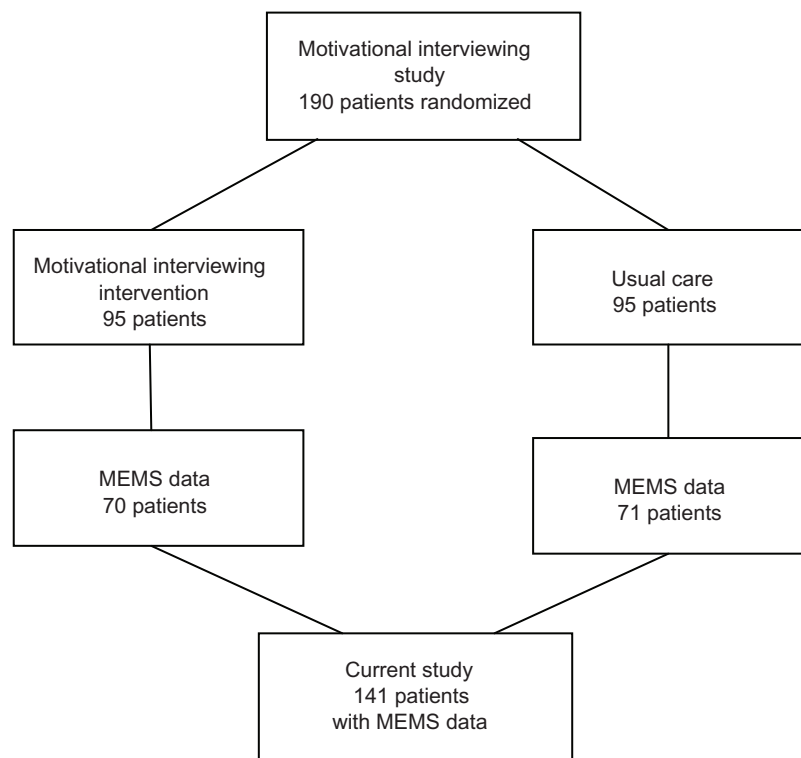 Motivational interviewing
study
190 patients randomized
Motivational interviewing
intervention
95 patients
Usual care
95 patients
MEMS data
70 patients
MEMS data
71 patients
Current study
141 patients
with MEMS data